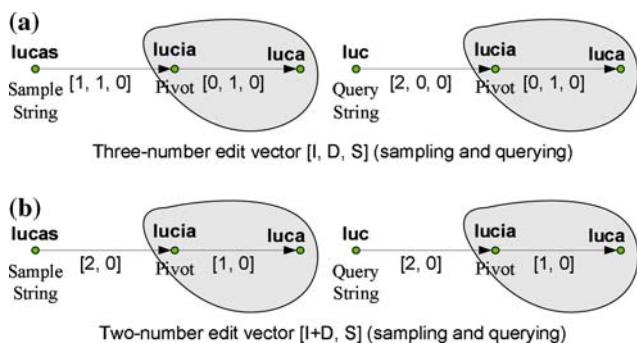 (a)
lucas lucia luca luc lucia luca
[1, 1, 0] [0, 1, 0] [2, 0, 0] [0, 1, 0]
Sample Pivot Query Pivot
String String
Three-number edit vector [I, D, S] (sampling and querying)
(b)
lucas lucia luca luc lucia luca
[2, 0] [1, 0] [2, 0] [1, 0]
Sample Pivot Query Pivot
String String
Two-number edit vector [I+D, S] (sampling and querying)